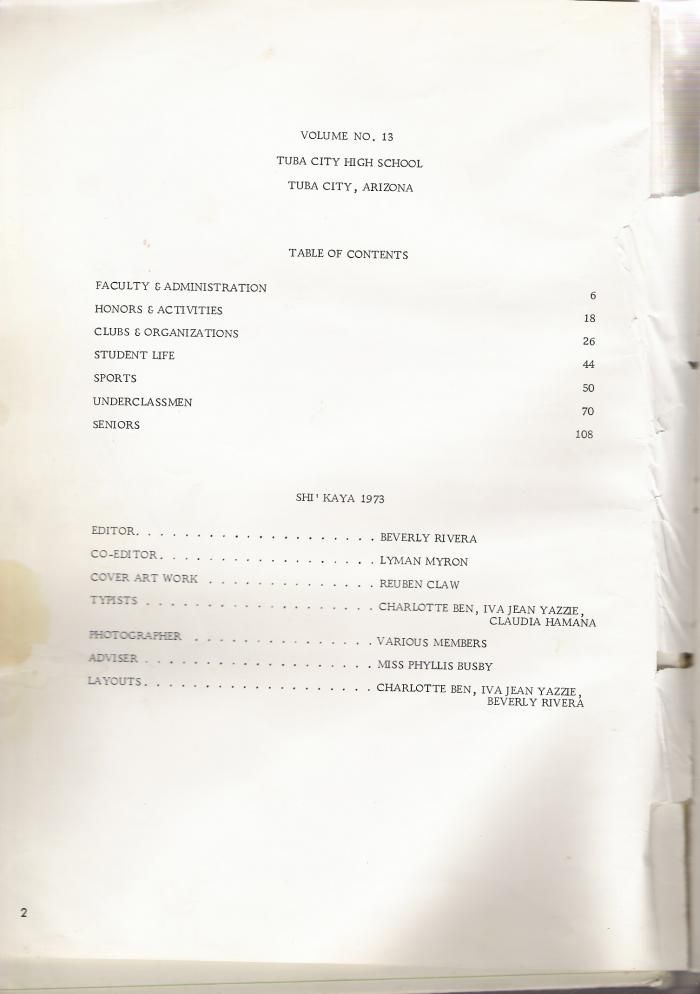 VOLUME NO. 13
TUBA CITY HIGH SCHOOL
TUBA CITY, ARIZONA
TABLE OF CONTENTS
FACULTY & ADMINISTRATION 6
HONORS & ACTIVITIES 18
CLUBS & ORGANIZATIONS 26
STUDENT LIFE 44
SPORTS 50
UNDERCLASSMEN 70
SENIORS 108
SHI' KAYA 1973
EDITOR. . . . . . . . . . . . . . . . . . . . . BEVERLY RIVERA
CO-EDITOR. . . . . . . . . . . . . . . . . . . LYMAN MYRON
COVER ART WORK . . . . . . . . . . . . . . REUBEN CLAW
TYPISTS . . . . . . . . . . . . . . . . . . . . CHARLOTTE BEN, IVA JEAN YAZZIE,
CLAUDIA HAMANA
PHOTOGRAPHER . . . . . . . . . . . . . . . VARIOUS MEMBERS
ADVISER . . . . . . . . . . . . . . . . . . . . MISS PHYLLIS BUSBY
LAYOUTS. . . . . . . . . . . . . . . . . . . . CHARLOTTE BEN, IVA JEAN YAZZIE,
BEVERLY RIVERA
2